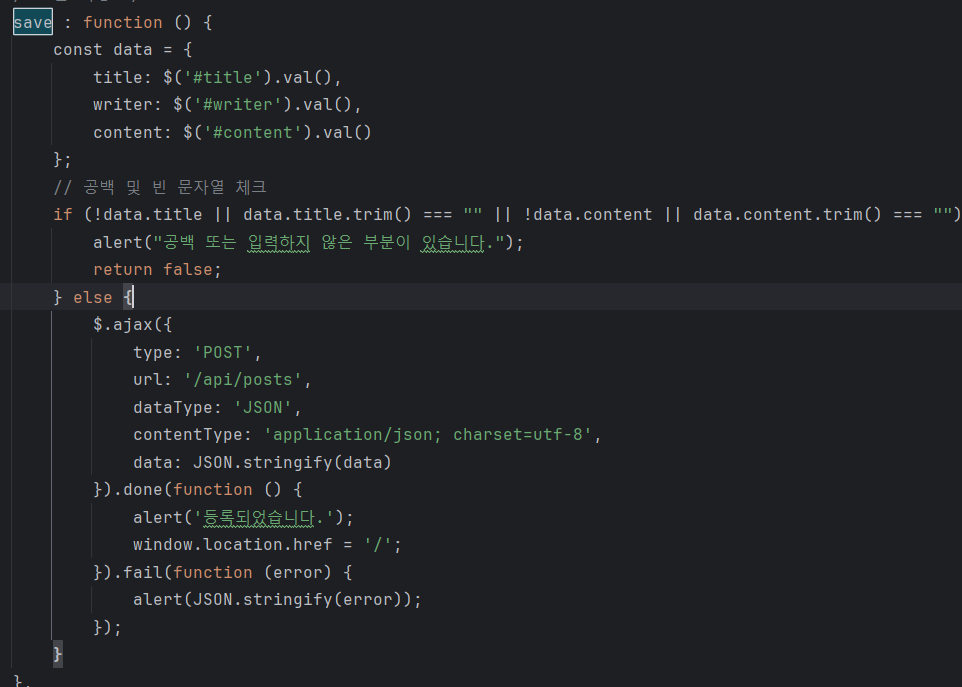 save : function () {
    const data = {
        title: $('#title').val(),
        writer: $('#writer').val(),
        content: $('#content').val()
    };
    // 공백 및 빈 문자열 체크
    if (!data.title || data.title.trim() === "" || !data.content || data.content.trim() === "")
        alert("공백 또는 입력하지 않은 부분이 있습니다.");
        return false;
    } else {
        $.ajax({
            type: 'POST',
            url: '/api/posts',
            dataType: 'JSON',
            contentType: 'application/json; charset=utf-8',
            data: JSON.stringify(data)
        }).done(function () {
            alert('등록되었습니다.');
            window.location.href = '/';
        }).fail(function (error) {
            alert(JSON.stringify(error));
        });
    }
},